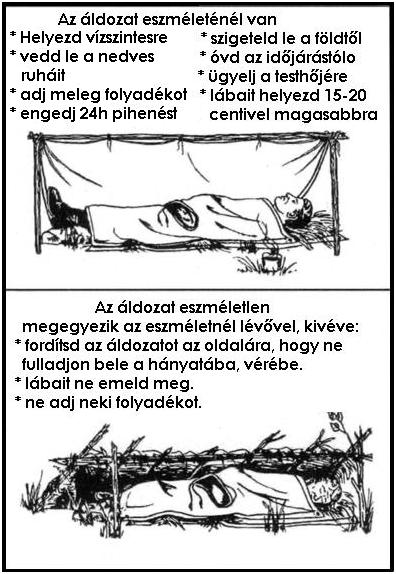 Az áldozat eszméleténél van
* Helyezd vízszintesre
* vedd le a nedves
ruháit
* adj meleg folyadékot
* engedj 24h pihenést
* szigeteld le a földtől
* óvd az időjárástólo
* ügyelj a testhőjére
* lábait helyezd 15-20
centivel magasabbra
Az áldozat eszméletlen
megegyezik az eszméletnél lévővel, kivéve:
* fordítsd az áldozatot az oldalára, hogy ne
fulladjon bele a hányatába, vérébe.
* lábait ne emeld meg.
* ne adj neki folyadékot.